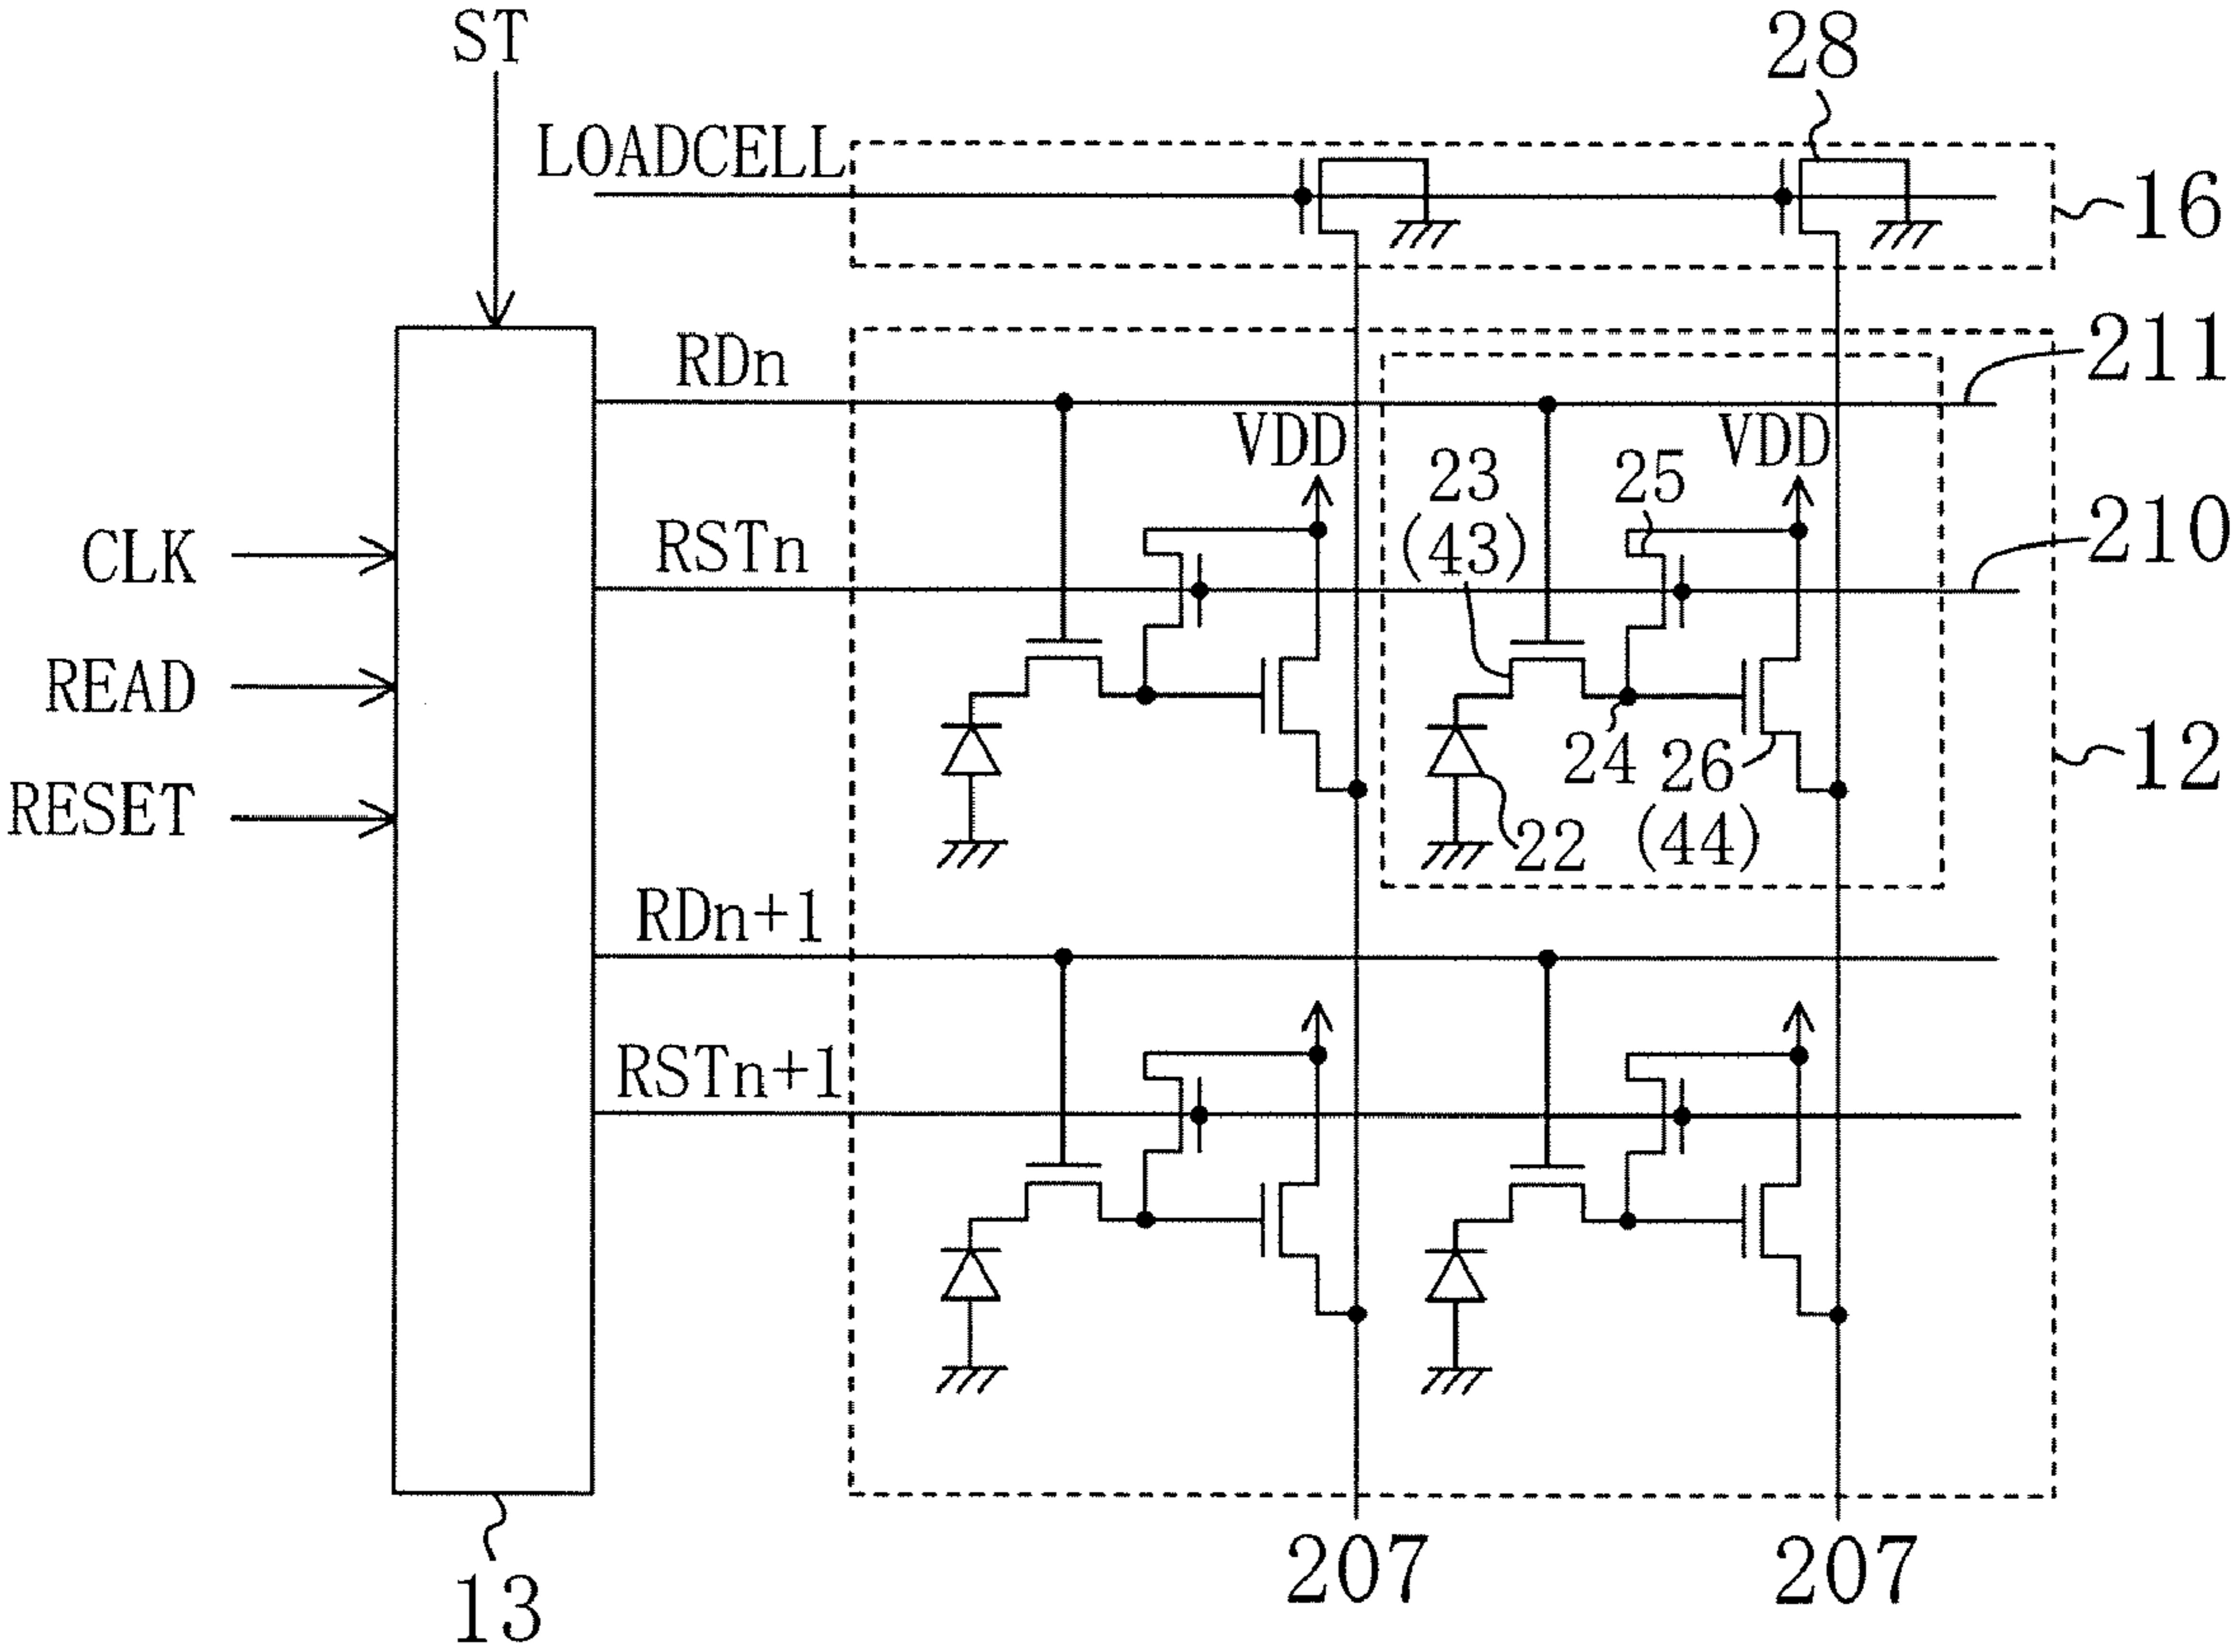 ST
28
LOADCELL
16
RDn
211
VDD
VDD
23
(43)
25
RSTn
210
CLK
READ
24
26
(44)
12
RESET
22
RDn+1
RSTn+1
207
207
13